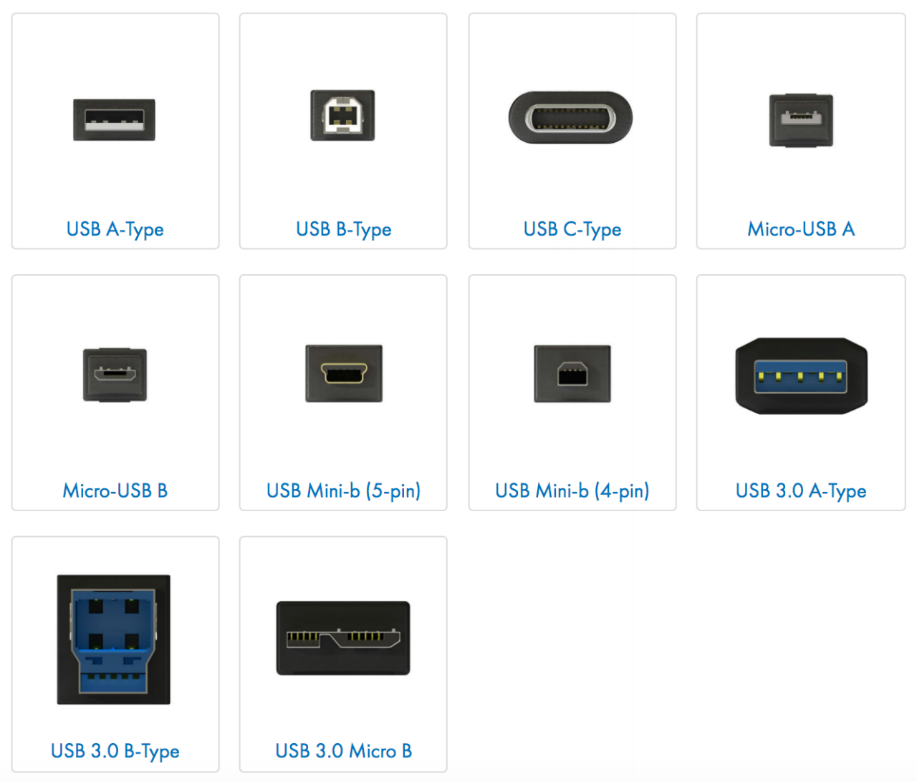 USB A-Type
USB B-Type
USB C-Type
Micro-USB A
Micro-USB B
USB Mini-b (5-pin)
USB Mini-b (4-pin)
USB 3.0 A-Type
USB 3.0 B-Type
USB 3.0 Micro B